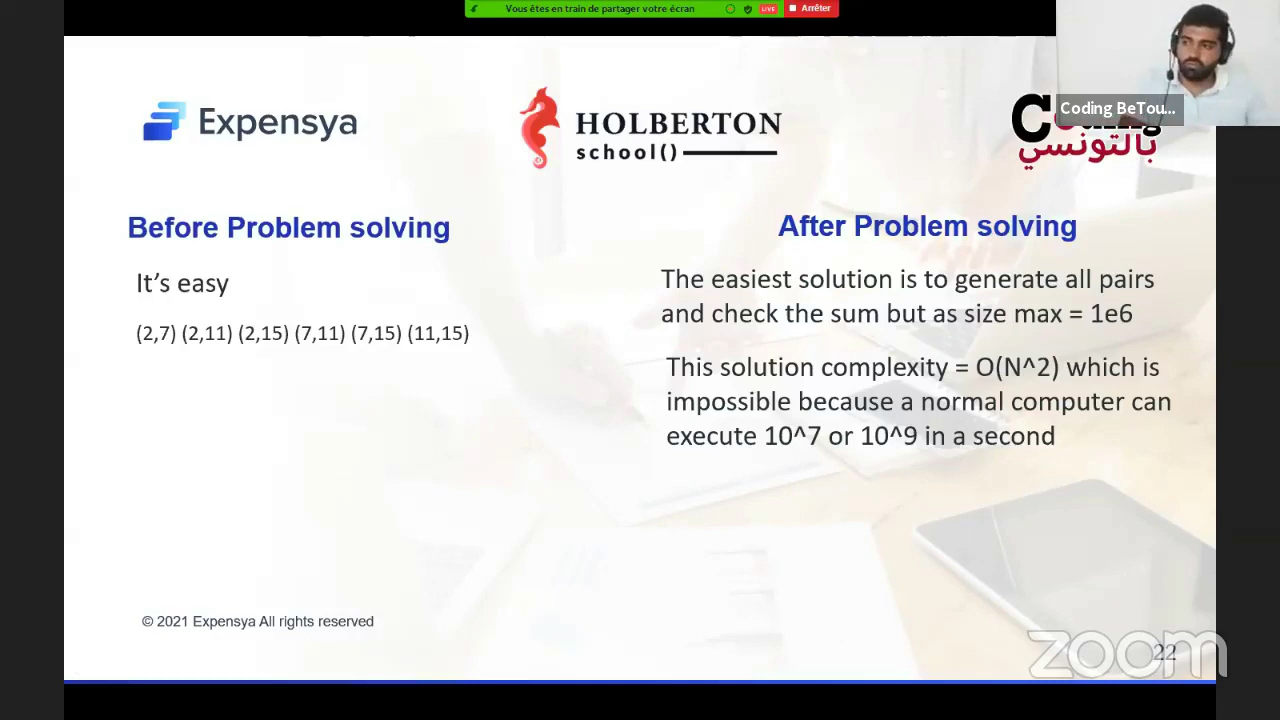 Vous êtes en train de partager votre écran
LIVE
Arrêter
Coding BeTou...
Expensya
HOLBERTON
school()
بالتونسي
Before Problem solving
After Problem solving
It's easy
(2,7) (2,11) (2,15) (7,11) (7,15) (11,15)
The easiest solution is to generate all pairs
and check the sum but as size max = 1e6
This solution complexity = O(N^2) which is
impossible because a normal computer can
execute 10^7 or 10^9 in a second
© 2021 Expensya All rights reserved
22
zoom